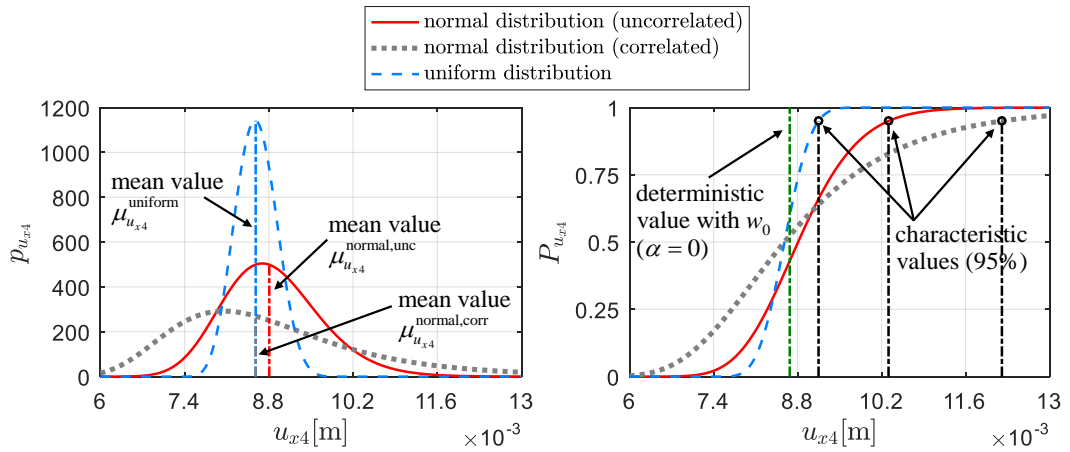 normal distribution (uncorrelated)
normal distribution (correlated)
uniform distribution
1200
1000
800
600
400
200
0
6
7.4
8.8
10.2
11.6
13
×10⁻³
u_{x4}[m]
p_{u_{x4}}
mean value
μ_{u_{x4}}^{uniform}
mean value
μ_{u_{x4}}^{normal,unc}
mean value
μ_{u_{x4}}^{normal,corr}
1
0.75
0.5
0.25
0
6
7.4
8.8
10.2
11.6
13
×10⁻³
u_{x4}[m]
P_{u_{x4}}
deterministic
value with w₀
(α = 0)
characteristic
values (95%)